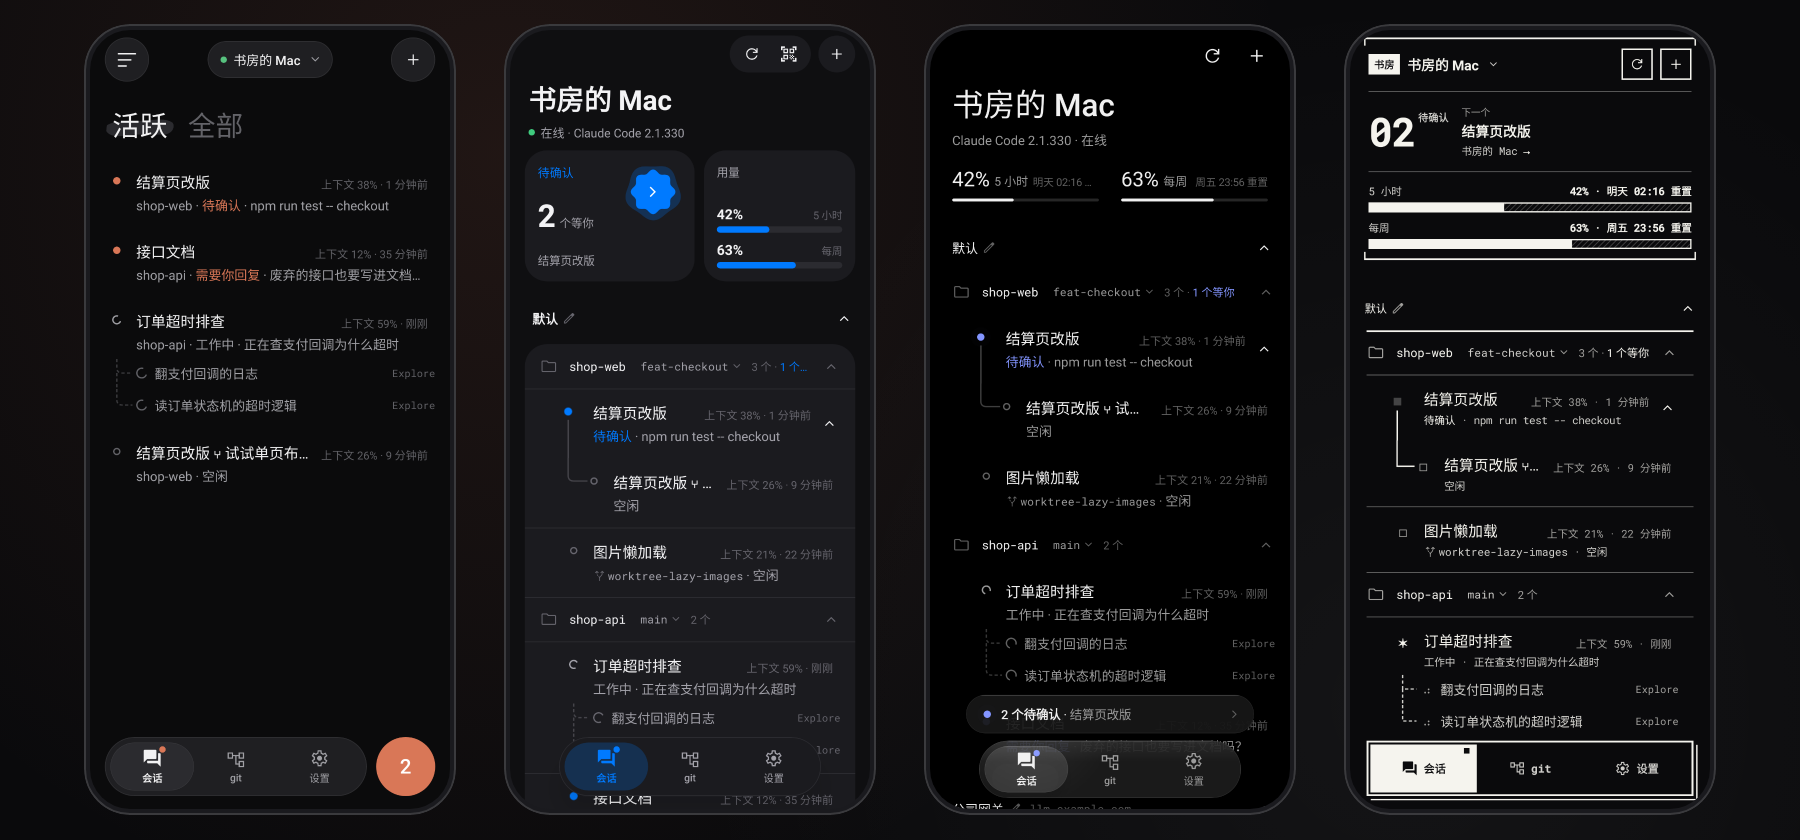 书房的 Mac
活跃 全部
结算页改版 上下文 38% · 1 分钟前
shop-web · 待确认 · npm run test -- checkout
接口文档 上下文 12% · 35 分钟前
shop-api · 需要你回复 · 废弃的接口也要写进文档...
订单超时排查 上下文 59% · 刚刚
shop-api · 工作中 · 正在查支付回调为什么超时
翻支付回调的日志 Explore
读订单状态机的超时逻辑 Explore
结算页改版 ⑂ 试试单页布... 上下文 26% · 9 分钟前
shop-web · 空闲
会话 git 设置 2
书房的 Mac
在线 · Claude Code 2.1.330
待确认
2 个等你
结算页改版
用量
42% 5 小时
63% 每周
默认
shop-web feat-checkout 3 个 · 1 个...
结算页改版 上下文 38% · 1 分钟前
待确认 · npm run test -- checkout
结算页改版 ⑂ ... 上下文 26% · 9 分钟前
空闲
图片懒加载 上下文 21% · 22 分钟前
worktree-lazy-images · 空闲
shop-api main 2 个
订单超时排查 上下文 59% · 刚刚
工作中 · 正在查支付回调为什么超时
翻支付回调的日志 Explore
会话 git 设置
接口文档 上下文 12% · 35 分钟前
书房的 Mac
Claude Code 2.1.330 · 在线
42% 5 小时 明天 02:16 ...
63% 每周 周五 23:56 重置
默认
shop-web feat-checkout 3 个 · 1 个等你
结算页改版 上下文 38% · 1 分钟前
待确认 · npm run test -- checkout
结算页改版 ⑂ 试... 上下文 26% · 9 分钟前
空闲
图片懒加载 上下文 21% · 22 分钟前
worktree-lazy-images · 空闲
shop-api main 2 个
订单超时排查 上下文 59% · 刚刚
工作中 · 正在查支付回调为什么超时
翻支付回调的日志 Explore
读订单状态机的超时逻辑 Explore
2 个待确认 · 结算页改版
会话 git 设置
书房 书房的 Mac
02 待确认
下一个
结算页改版
书房的 Mac →
5 小时 42% · 明天 02:16 重置
每周 63% · 周五 23:56 重置
默认
shop-web feat-checkout 3 个 · 1 个等你
结算页改版 上下文 38% · 1 分钟前
待确认 · npm run test -- checkout
结算页改版 ⑂... 上下文 26% · 9 分钟前
空闲
图片懒加载 上下文 21% · 22 分钟前
worktree-lazy-images · 空闲
shop-api main 2 个
订单超时排查 上下文 59% · 刚刚
工作中 · 正在查支付回调为什么超时
翻支付回调的日志 Explore
读订单状态机的超时逻辑 Explore
会话 git 设置